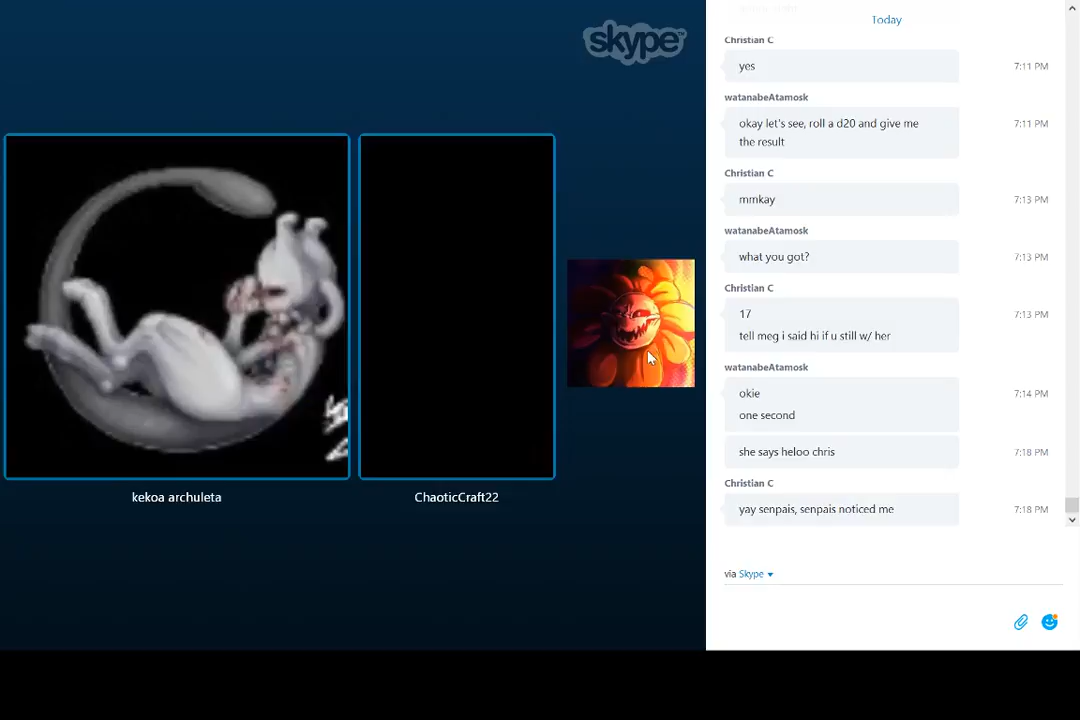 skype
Today
Christian C
yes
7:11 PM
watanabeAtamosk
okay let's see, roll a d20 and give me
7:11 PM
the result
Christian C
mmkay
7:13 PM
watanabeAtamosk
what you got?
7:13 PM
Christian C
17
7:13 PM
tell meg i said hi if u still w/ her
watanabeAtamosk
okie
7:14 PM
one second
she says heloo chris
7:18 PM
Christian C
yay senpais, senpais noticed me
7:18 PM
via Skype
kekoa archuleta
ChaoticCraft22